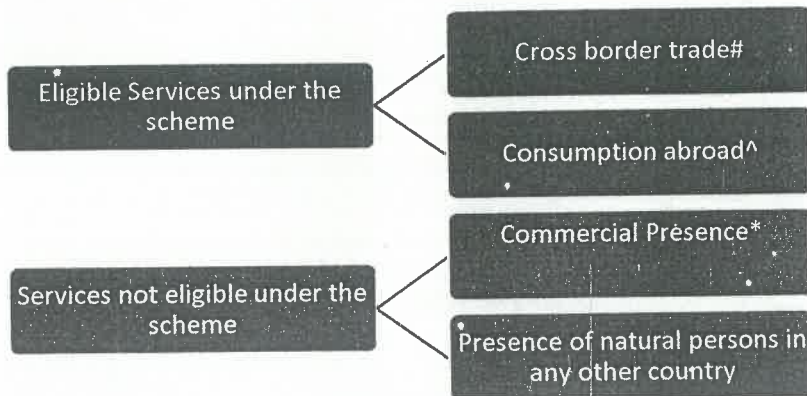 Eligible Services under the
scheme
Cross border trade#
Consumption abroad^
Services not eligible under the
scheme
Commercial Presence*
Presence of natural persons in
any other country